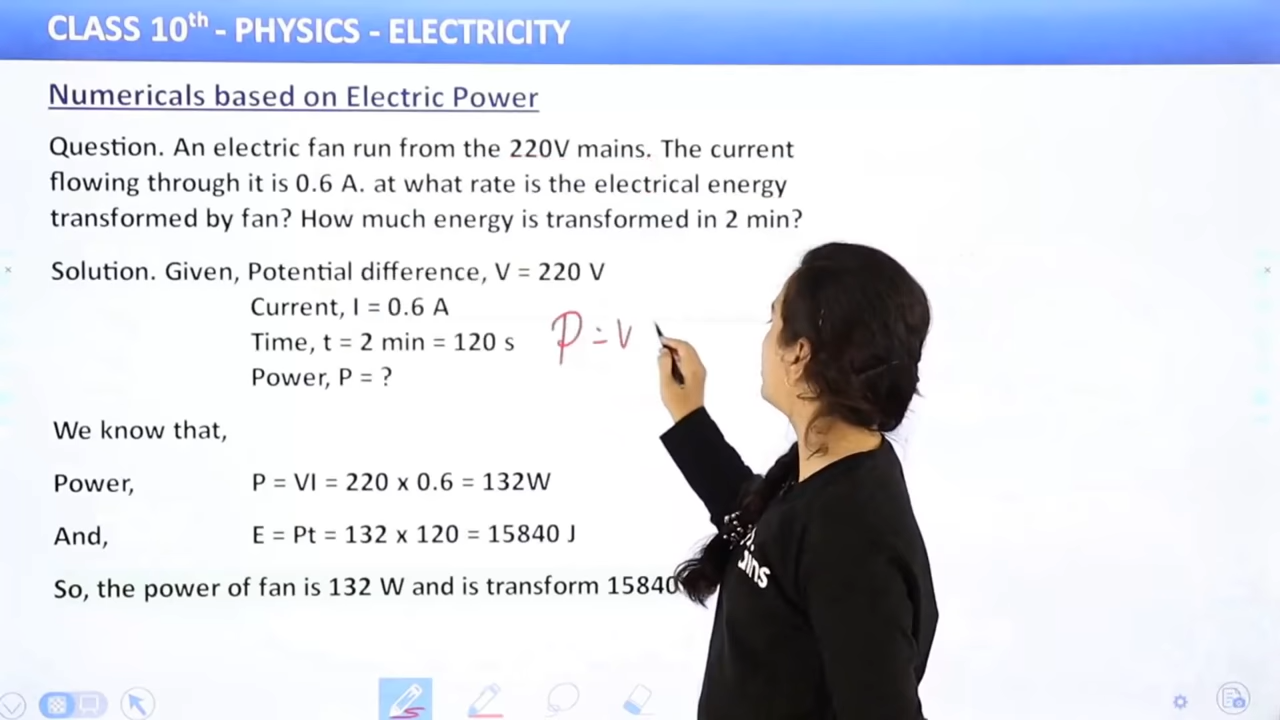 CLASS 10th - PHYSICS - ELECTRICITY
Numericals based on Electric Power
Question. An electric fan run from the 220V mains. The current
flowing through it is 0.6 A. at what rate is the electrical energy
transformed by fan? How much energy is transformed in 2 min?
Solution. Given, Potential difference, V = 220 V
Current, I = 0.6 A
Time, t = 2 min = 120 s
P = V
Power, P = ?
We know that,
Power, P = VI = 220 x 0.6 = 132W
And, E = Pt = 132 x 120 = 15840 J
So, the power of fan is 132 W and is transform 15840